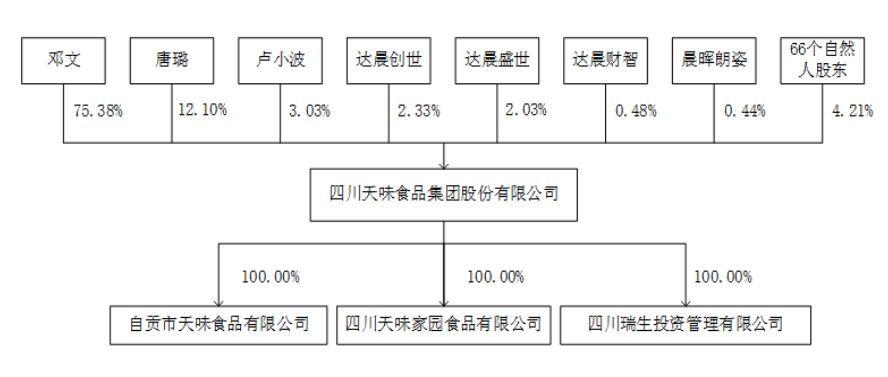 邓文
唐璐
卢小波
达晨创世
达晨盛世
达晨财智
晨晖朗姿
66个自然
人股东
75.38%
12.10%
3.03%
2.33%
2.03%
0.48%
0.44%
4.21%
四川天味食品集团股份有限公司
100.00%
100.00%
100.00%
自贡市天味食品有限公司
四川天味家园食品有限公司
四川瑞生投资管理有限公司